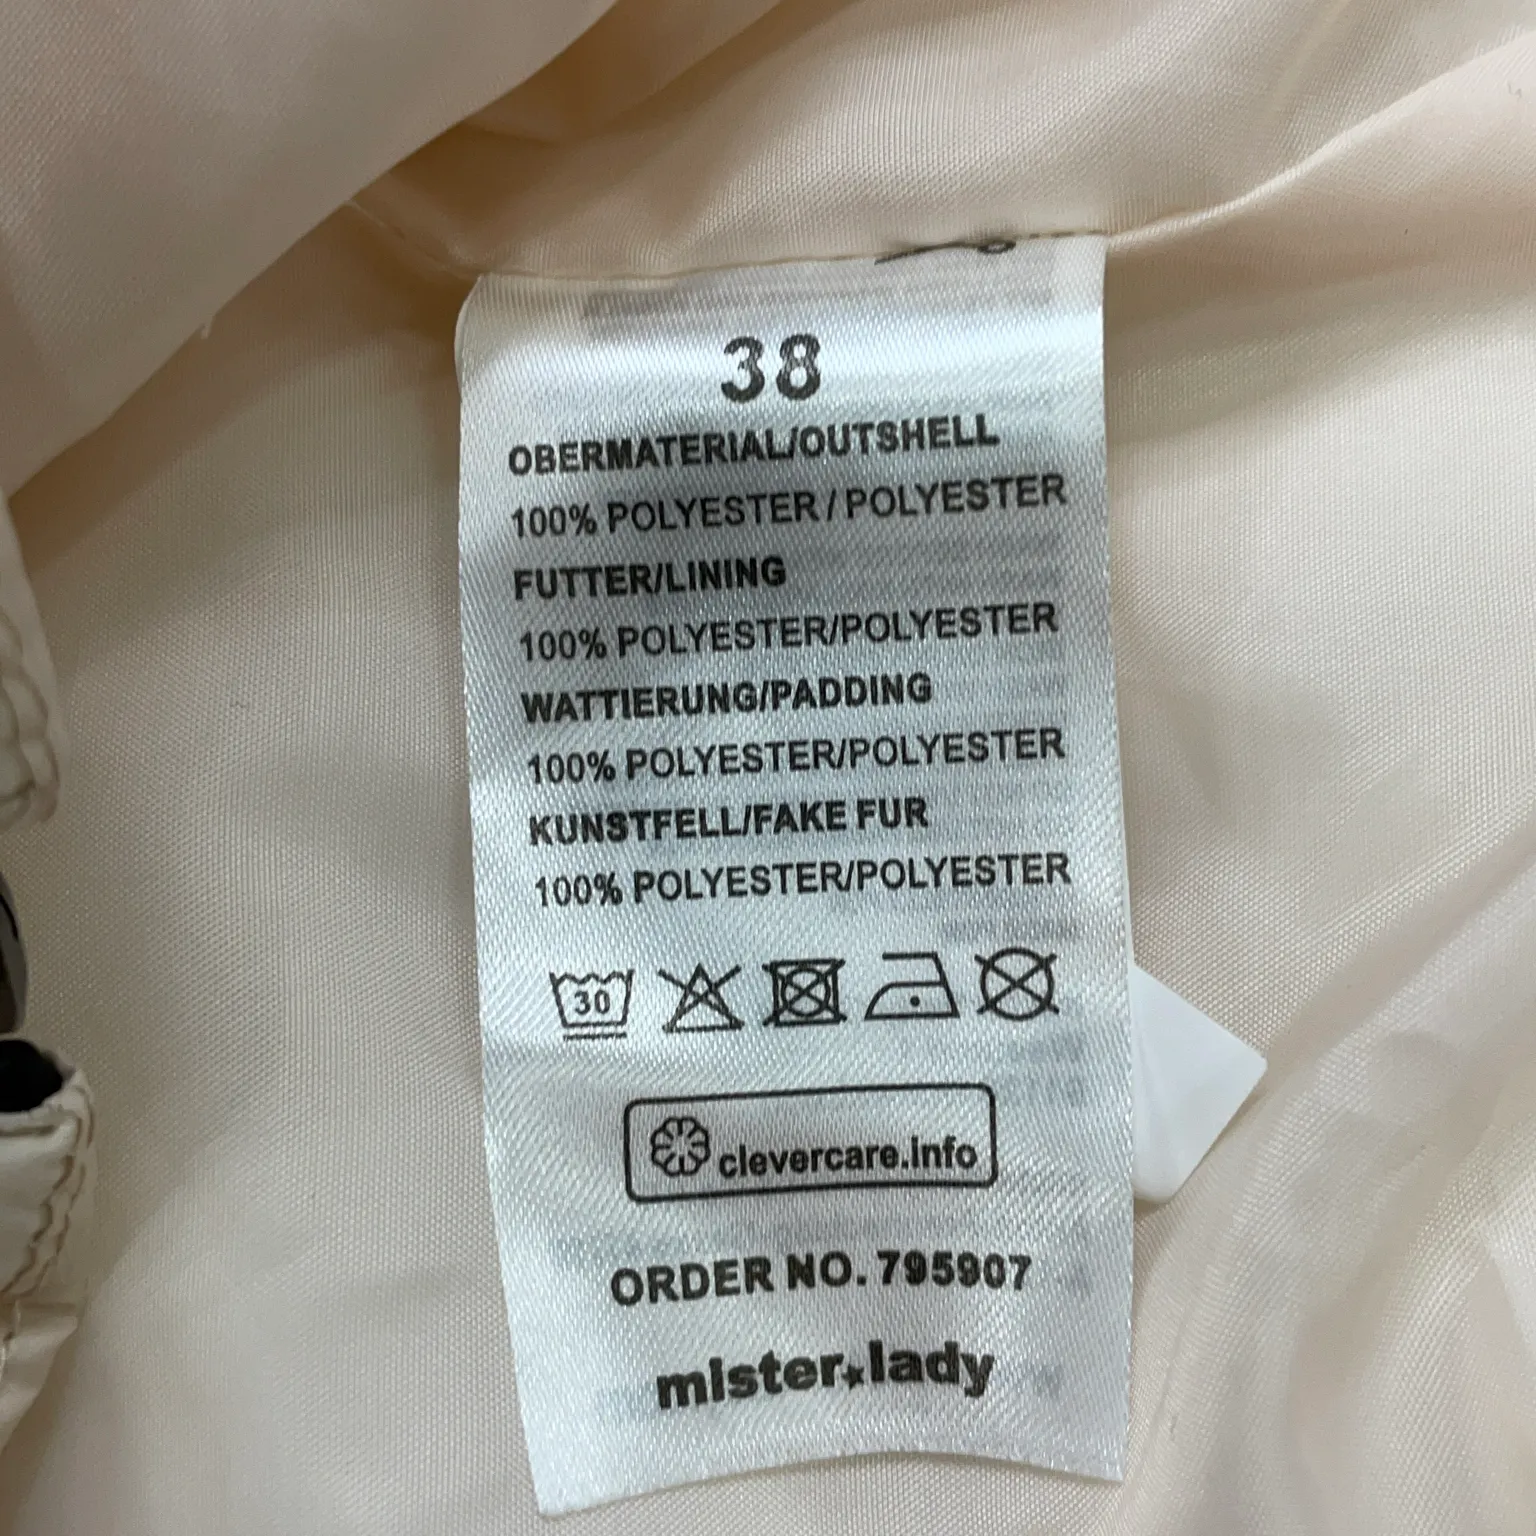 38
OBERMATERIAL/OUTSHELL
100% POLYESTER / POLYESTER
FUTTER/LINING
100% POLYESTER/POLYESTER
WATTIERUNG/PADDING
100% POLYESTER/POLYESTER
KUNSTFELL/FAKE FUR
100% POLYESTER/POLYESTER
30
clevercare.info
ORDER NO. 795907
mister★lady